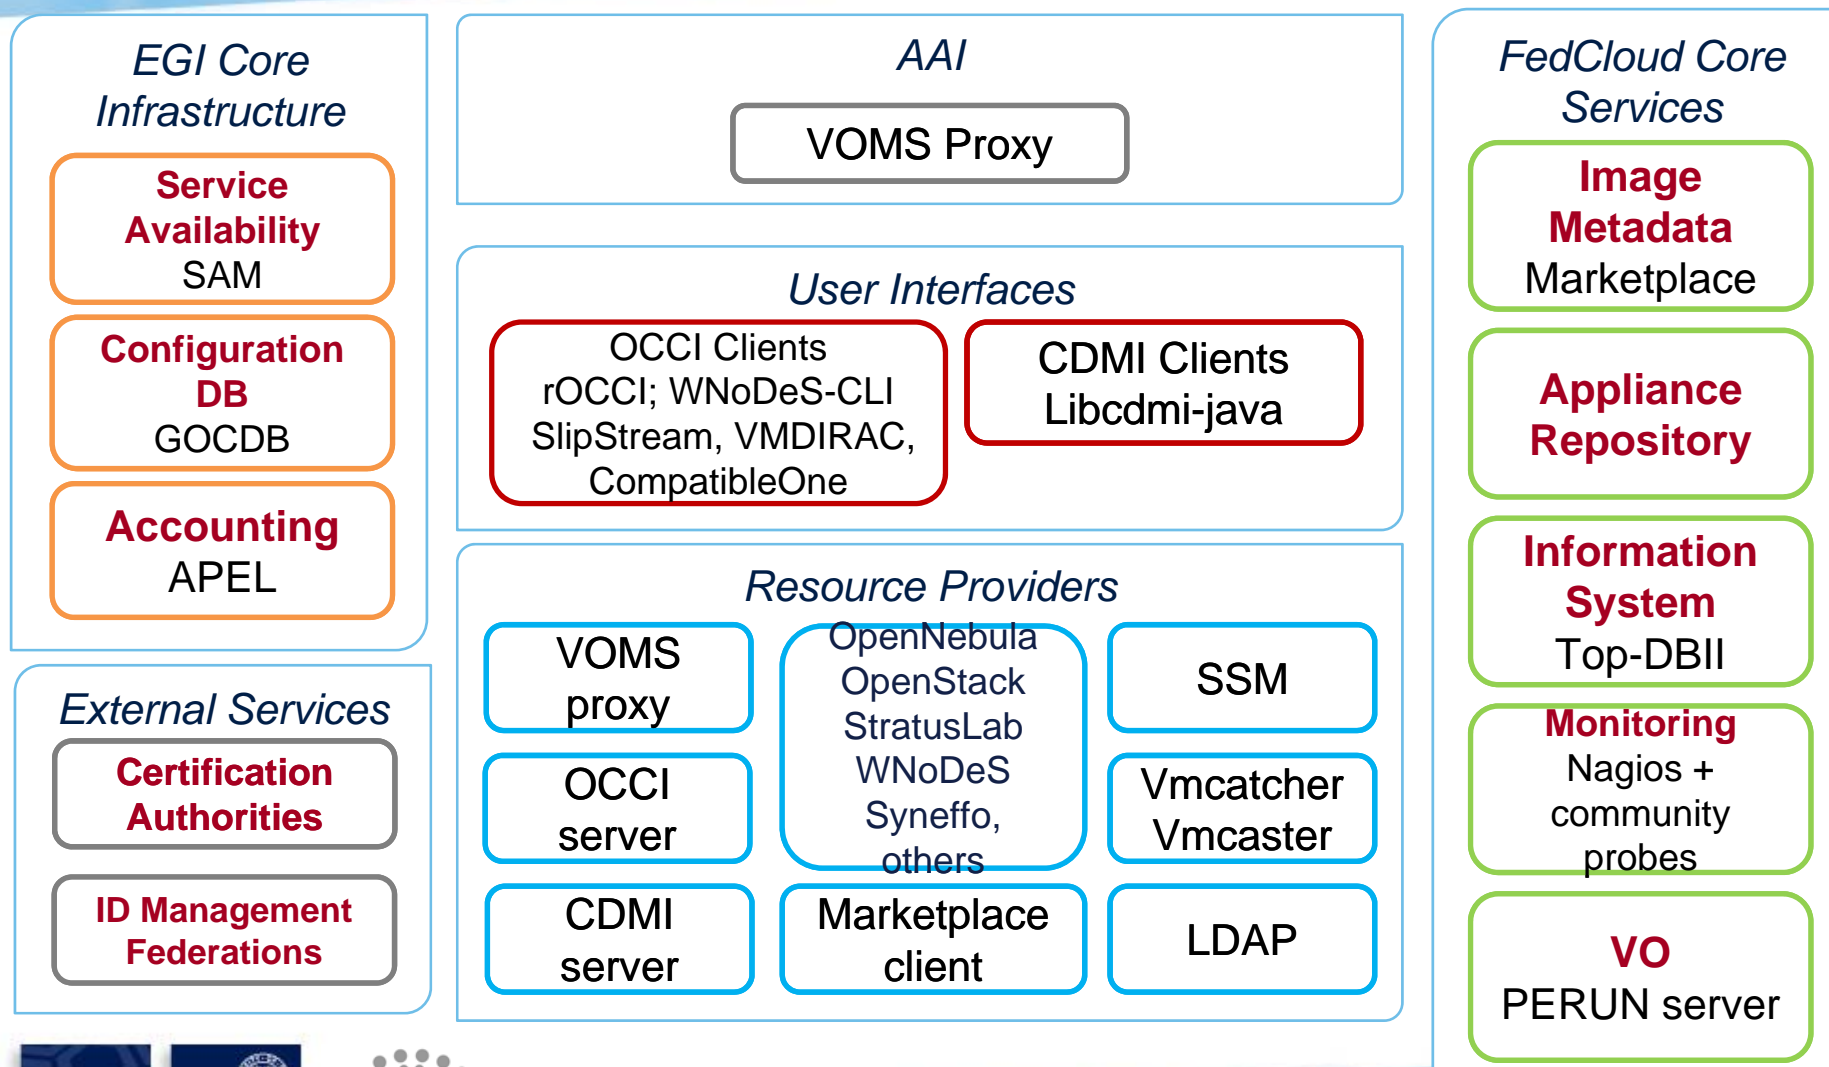 EGI Core
Infrastructure
Service
Availability
SAM
Configuration
DB
GOCDB
Accounting
APEL
External Services
Certification
Authorities
ID Management
Federations
AAI
VOMS Proxy
User Interfaces
OCCI Clients
rOCCI; WNoDeS-CLI
SlipStream, VMDIRAC,
CompatibleOne
CDMI Clients
Libcdmi-java
Resource Providers
VOMS
proxy
OpenNebula
OpenStack
StratusLab
WNoDeS
Syneffo,
others
SSM
OCCI
server
Vmcatcher
Vmcaster
CDMI
server
Marketplace
client
LDAP
FedCloud Core
Services
Image
Metadata
Marketplace
Appliance
Repository
Information
System
Top-DBII
Monitoring
Nagios +
community
probes
VO
PERUN server